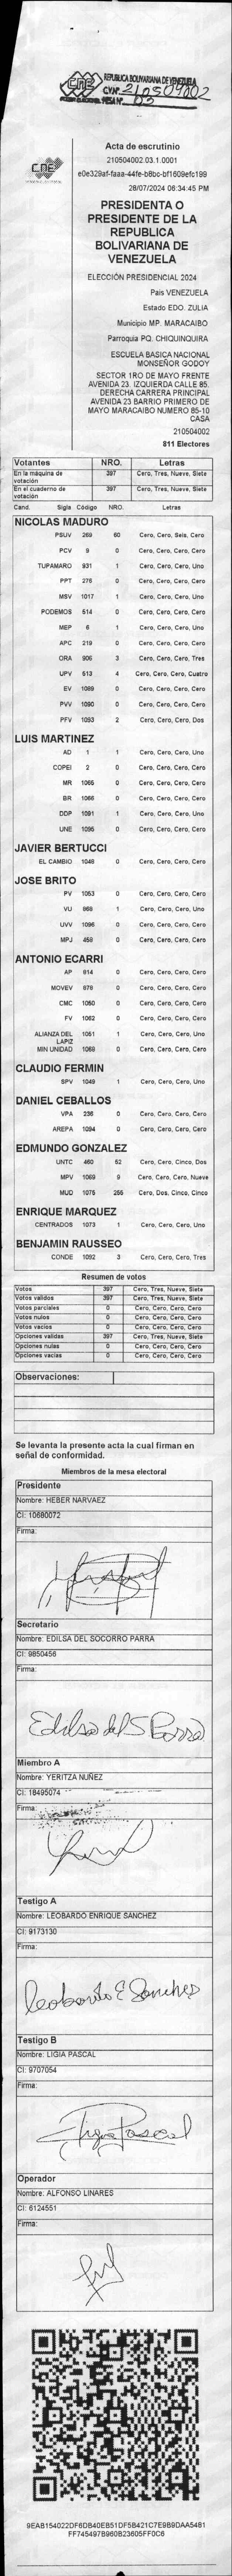 CNE
REPUBLICA BOLIVARIANA DE VENEZUELA
CVN° 210504002
MESA N° 03
CNE
Acta de escrutinio
210504002.03.1.0001
e0e329af-faaa-44fe-b8bc-bf1609efc199
28/07/2024 06:34:45 PM
PRESIDENTA O
PRESIDENTE DE LA
REPUBLICA
BOLIVARIANA DE
VENEZUELA
ELECCIÓN PRESIDENCIAL 2024
Pais VENEZUELA
Estado EDO. ZULIA
Municipio MP. MARACAIBO
Parroquia PQ. CHIQUINQUIRA
ESCUELA BASICA NACIONAL
MONSEÑOR GODOY
SECTOR 1RO DE MAYO FRENTE
AVENIDA 23. IZQUIERDA CALLE 85.
DERECHA CARRERA PRINCIPAL
AVENIDA 23 BARRIO PRIMERO DE
MAYO MARACAIBO NUMERO 85-10
CASA
210504002
811 Electores
Votantes NRO. Letras
En la máquina de votación 397 Cero, Tres, Nueve, Siete
En el cuaderno de votación 397 Cero, Tres, Nueve, Siete
Cand. Sigla Código NRO. Letras
NICOLAS MADURO
PSUV 269 60 Cero, Cero, Seis, Cero
PCV 9 0 Cero, Cero, Cero, Cero
TUPAMARO 931 1 Cero, Cero, Cero, Uno
PPT 276 0 Cero, Cero, Cero, Cero
MSV 1017 1 Cero, Cero, Cero, Uno
PODEMOS 514 0 Cero, Cero, Cero, Cero
MEP 6 1 Cero, Cero, Cero, Uno
APC 219 0 Cero, Cero, Cero, Cero
ORA 906 3 Cero, Cero, Cero, Tres
UPV 513 4 Cero, Cero, Cero, Cuatro
EV 1089 0 Cero, Cero, Cero, Cero
PVV 1090 0 Cero, Cero, Cero, Cero
PFV 1093 2 Cero, Cero, Cero, Dos
LUIS MARTINEZ
AD 1 1 Cero, Cero, Cero, Uno
COPEI 2 0 Cero, Cero, Cero, Cero
MR 1065 0 Cero, Cero, Cero, Cero
BR 1066 0 Cero, Cero, Cero, Cero
DDP 1091 1 Cero, Cero, Cero, Uno
UNE 1095 0 Cero, Cero, Cero, Cero
JAVIER BERTUCCI
EL CAMBIO 1048 0 Cero, Cero, Cero, Cero
JOSE BRITO
PV 1053 0 Cero, Cero, Cero, Cero
VU 868 1 Cero, Cero, Cero, Uno
UVV 1096 0 Cero, Cero, Cero, Cero
MPJ 458 0 Cero, Cero, Cero, Cero
ANTONIO ECARRI
AP 614 0 Cero, Cero, Cero, Cero
MOVEV 878 0 Cero, Cero, Cero, Cero
CMC 1050 0 Cero, Cero, Cero, Cero
FV 1062 0 Cero, Cero, Cero, Cero
ALIANZA DEL LAPIZ 1051 1 Cero, Cero, Cero, Uno
MIN UNIDAD 1068 0 Cero, Cero, Cero, Cero
CLAUDIO FERMIN
SPV 1049 1 Cero, Cero, Cero, Uno
DANIEL CEBALLOS
VPA 236 0 Cero, Cero, Cero, Cero
AREPA 1094 0 Cero, Cero, Cero, Cero
EDMUNDO GONZALEZ
UNTC 460 52 Cero, Cero, Cinco, Dos
MPV 1069 9 Cero, Cero, Cero, Nueve
MUD 1075 255 Cero, Dos, Cinco, Cinco
ENRIQUE MARQUEZ
CENTRADOS 1073 1 Cero, Cero, Cero, Uno
BENJAMIN RAUSSEO
CONDE 1092 3 Cero, Cero, Cero, Tres
Resumen de votos
Votos 397 Cero, Tres, Nueve, Siete
Votos validos 397 Cero, Tres, Nueve, Siete
Votos parciales 0 Cero, Cero, Cero, Cero
Votos nulos 0 Cero, Cero, Cero, Cero
Votos vacios 0 Cero, Cero, Cero, Cero
Opciones validas 397 Cero, Tres, Nueve, Siete
Opciones nulas 0 Cero, Cero, Cero, Cero
Opciones vacias 0 Cero, Cero, Cero, Cero
Observaciones:
Se levanta la presente acta la cual firman en
señal de conformidad.
Miembros de la mesa electoral
Presidente
Nombre: HEBER NARVAEZ
CI: 10680072
Firma:
Secretario
Nombre: EDILSA DEL SOCORRO PARRA
CI: 9850456
Firma:
Edilsa del S Parra
Miembro A
Nombre: YERITZA NUÑEZ
CI: 18495074
Firma:
Testigo A
Nombre: LEOBARDO ENRIQUE SANCHEZ
CI: 9173130
Firma:
Leobardo E Sanchez
Testigo B
Nombre: LIGIA PASCAL
CI: 9707054
Firma:
Ligia Pascal
Operador
Nombre: ALFONSO LINARES
CI: 6124551
Firma:
9EAB154022DF6DB40EB51DF5B421C7E9B9DAA5481
FF745497B960B23605FF0C6